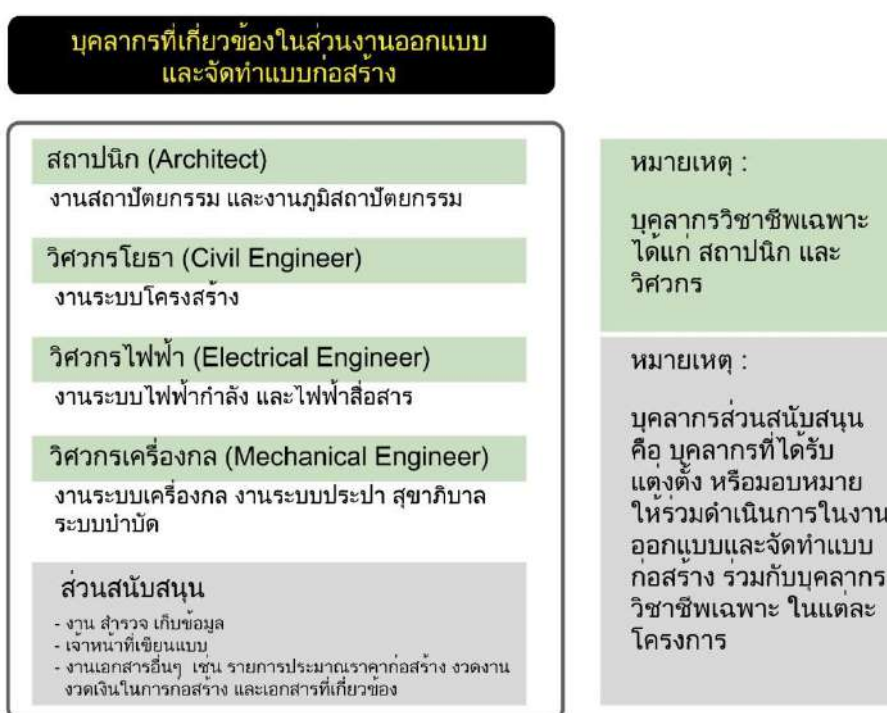 บุคลากรที่เกี่ยวข้องในส่วนงานออกแบบ
และจัดทำแบบก่อสร้าง
สถาปนิก (Architect)
งานสถาปัตยกรรม และงานภูมิสถาปัตยกรรม
วิศวกรโยธา (Civil Engineer)
งานระบบโครงสร้าง
วิศวกรไฟฟ้า (Electrical Engineer)
งานระบบไฟฟ้ากำลัง และไฟฟ้าสื่อสาร
วิศวกรเครื่องกล (Mechanical Engineer)
งานระบบเครื่องกล งานระบบประปา สุขาภิบาล
ระบบบำบัด
ส่วนสนับสนุน
- งาน สำรวจ เก็บข้อมูล
- เจ้าหน้าที่เขียนแบบ
- งานเอกสารอื่นๆ เช่น รายการประมาณราคาก่อสร้าง งวดงาน
งวดเงินในการกอสร้าง และเอกสารที่เกี่ยวข้อง
หมายเหตุ :
บุคลากรวิชาชีพเฉพาะ
ได้แก่ สถาปนิก และ
วิศวกร
หมายเหตุ :
บุคลากรส่วนสนับสนุน
คือ บุคลากรที่ได้รับ
แต่งตั้ง หรือมอบหมาย
ให้ร่วมดำเนินการในงาน
ออกแบบและจัดทำแบบ
ก่อสร้าง ร่วมกับบุคลากร
วิชาชีพเฉพาะ ในแต่ละ
โครงการ